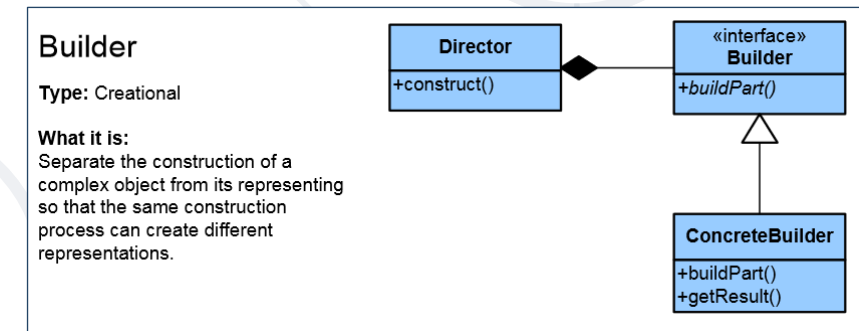 Builder
Type: Creational
What it is:
Separate the construction of a
complex object from its representing
so that the same construction
process can create different
representations.
Director
+construct()
«interface»
Builder
+buildPart()
ConcreteBuilder
+buildPart()
+getResult()